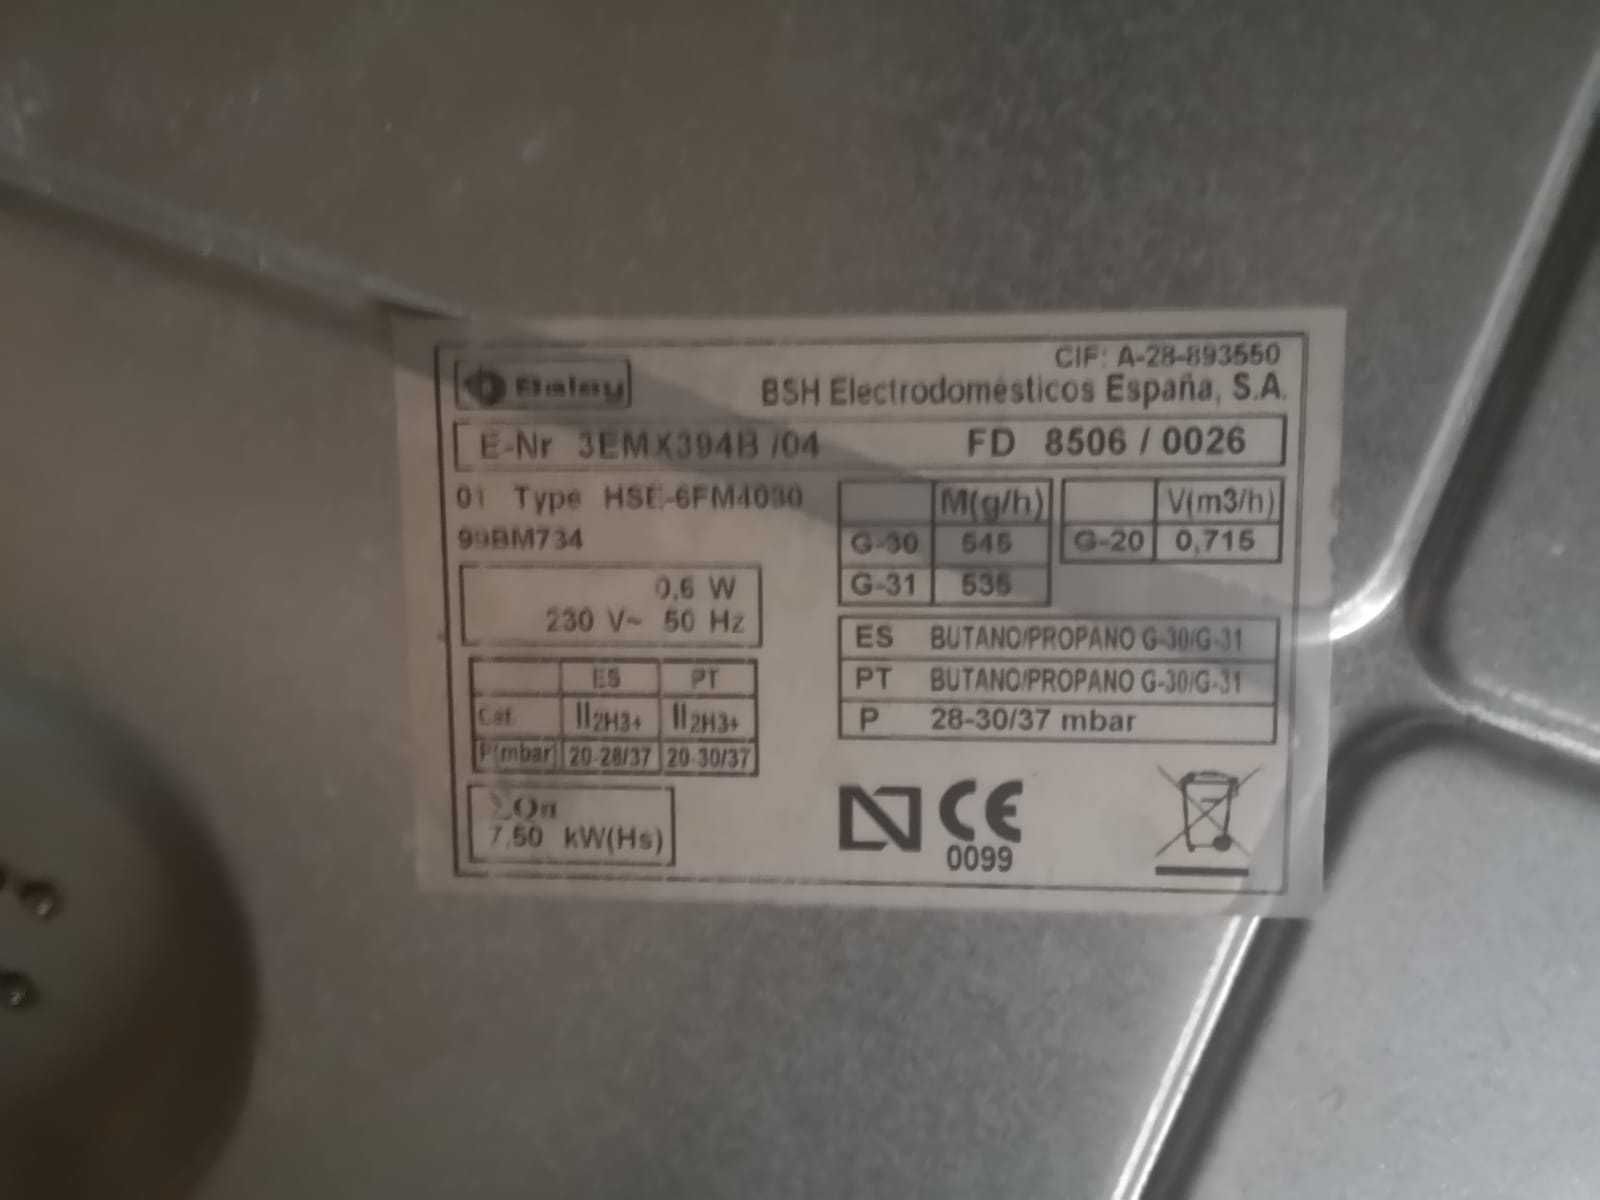 Balay
CIF: A-28-893550
BSH Electrodomésticos España, S.A.
E-Nr 3EMX394B /04 FD 8506 / 0026
01 Type HSE-6FM4030
99BM734
0,6 W
230 V~ 50 Hz
ES PT
Cat. II2H3+ II2H3+
P(mbar) 20-28/37 20-30/37
ΣQn
7,50 kW(Hs)
M(g/h) V(m3/h)
G-30 545 G-20 0,715
G-31 535
ES BUTANO/PROPANO G-30/G-31
PT BUTANO/PROPANO G-30/G-31
P 28-30/37 mbar
N CE
0099